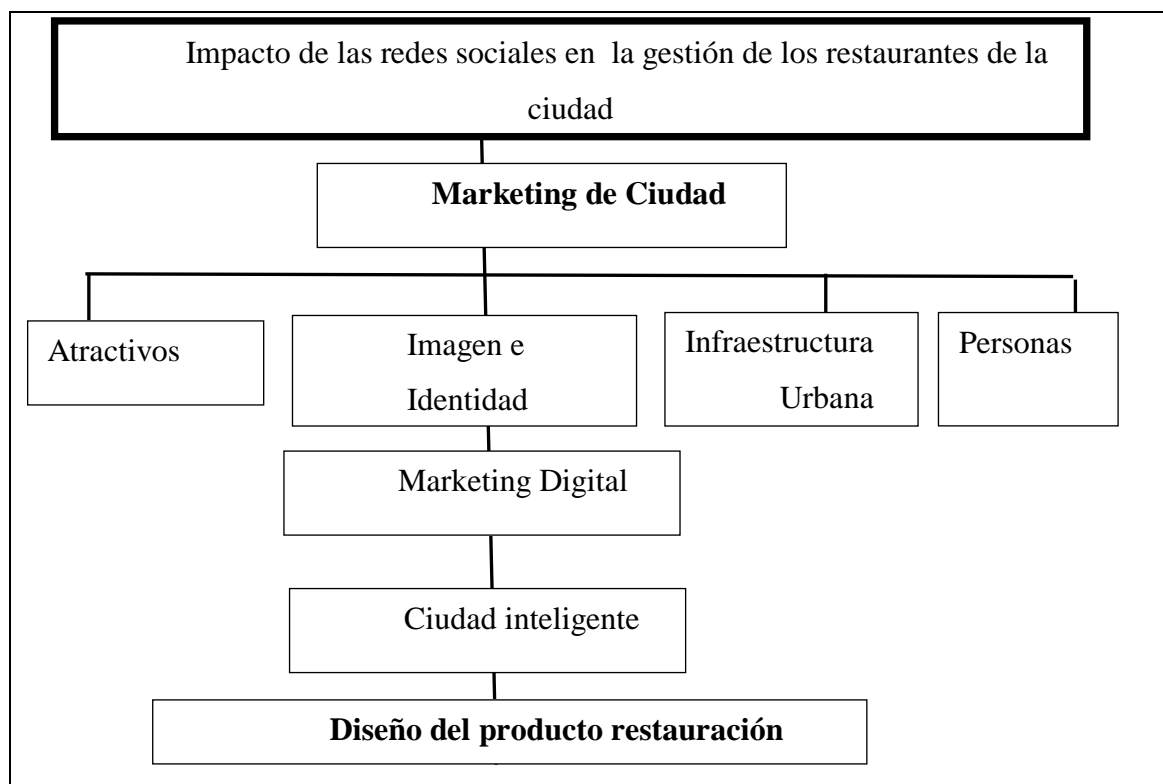 Impacto de las redes sociales en la gestión de los restaurantes de la
ciudad
Marketing de Ciudad
Atractivos
Imagen e
Identidad
Infraestructura
Urbana
Personas
Marketing Digital
Ciudad inteligente
Diseño del producto restauración